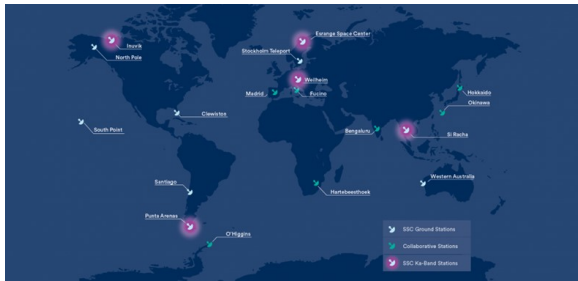 Esrange Space Center
Inuvik
Stockholm Teleport
North Pole
Weilheim
Madrid
Fucino
Hokkaido
Okinawa
Clewiston
South Point
Bengaluru
Si Racha
Santiago
Hartebeesthoek
Western Australia
Punta Arenas
O'Higgins
SSC Ground Stations
Collaborative Stations
SSC Ka-Band Stations